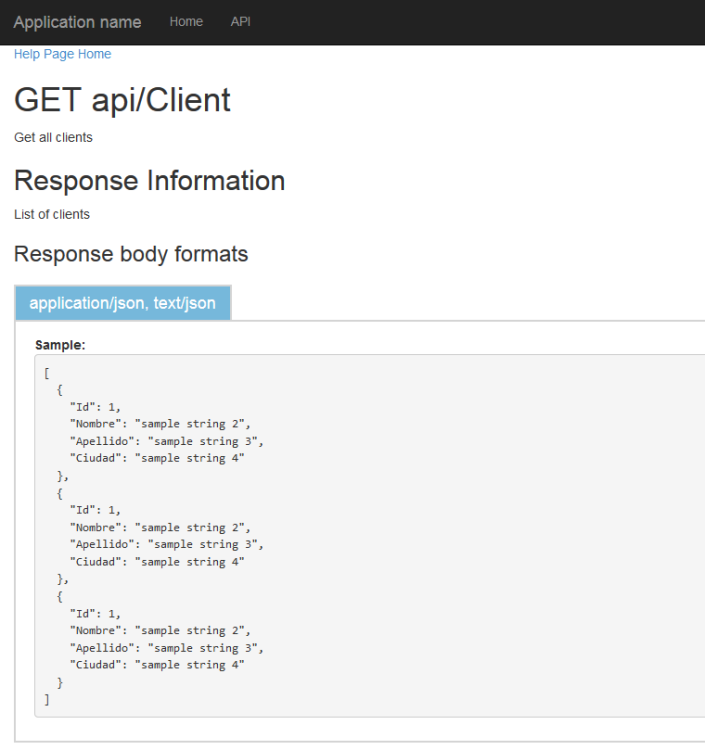 Application name Home API
Help Page Home
GET api/Client
Get all clients
Response Information
List of clients
Response body formats
application/json, text/json
Sample:
[
  {
    "Id": 1,
    "Nombre": "sample string 2",
    "Apellido": "sample string 3",
    "Ciudad": "sample string 4"
  },
  {
    "Id": 1,
    "Nombre": "sample string 2",
    "Apellido": "sample string 3",
    "Ciudad": "sample string 4"
  },
  {
    "Id": 1,
    "Nombre": "sample string 2",
    "Apellido": "sample string 3",
    "Ciudad": "sample string 4"
  }
]